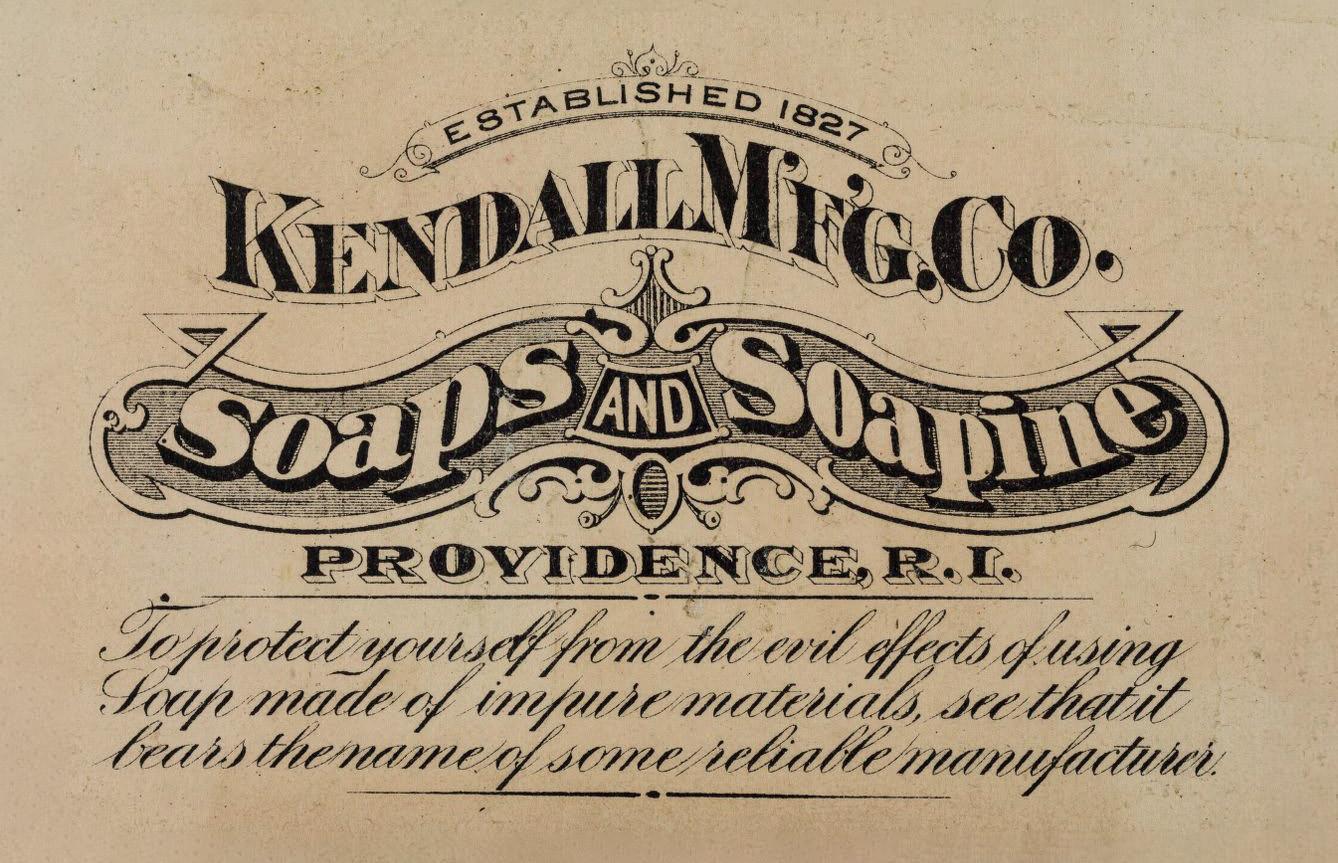 ESTABLISHED 1827
KENDALL M'F'G. CO.
Soaps AND Soapine
PROVIDENCE, R. I.
To protect yourself from the evil effects of using
Soap made of impure materials, see that it
bears the name of some reliable manufacturer.